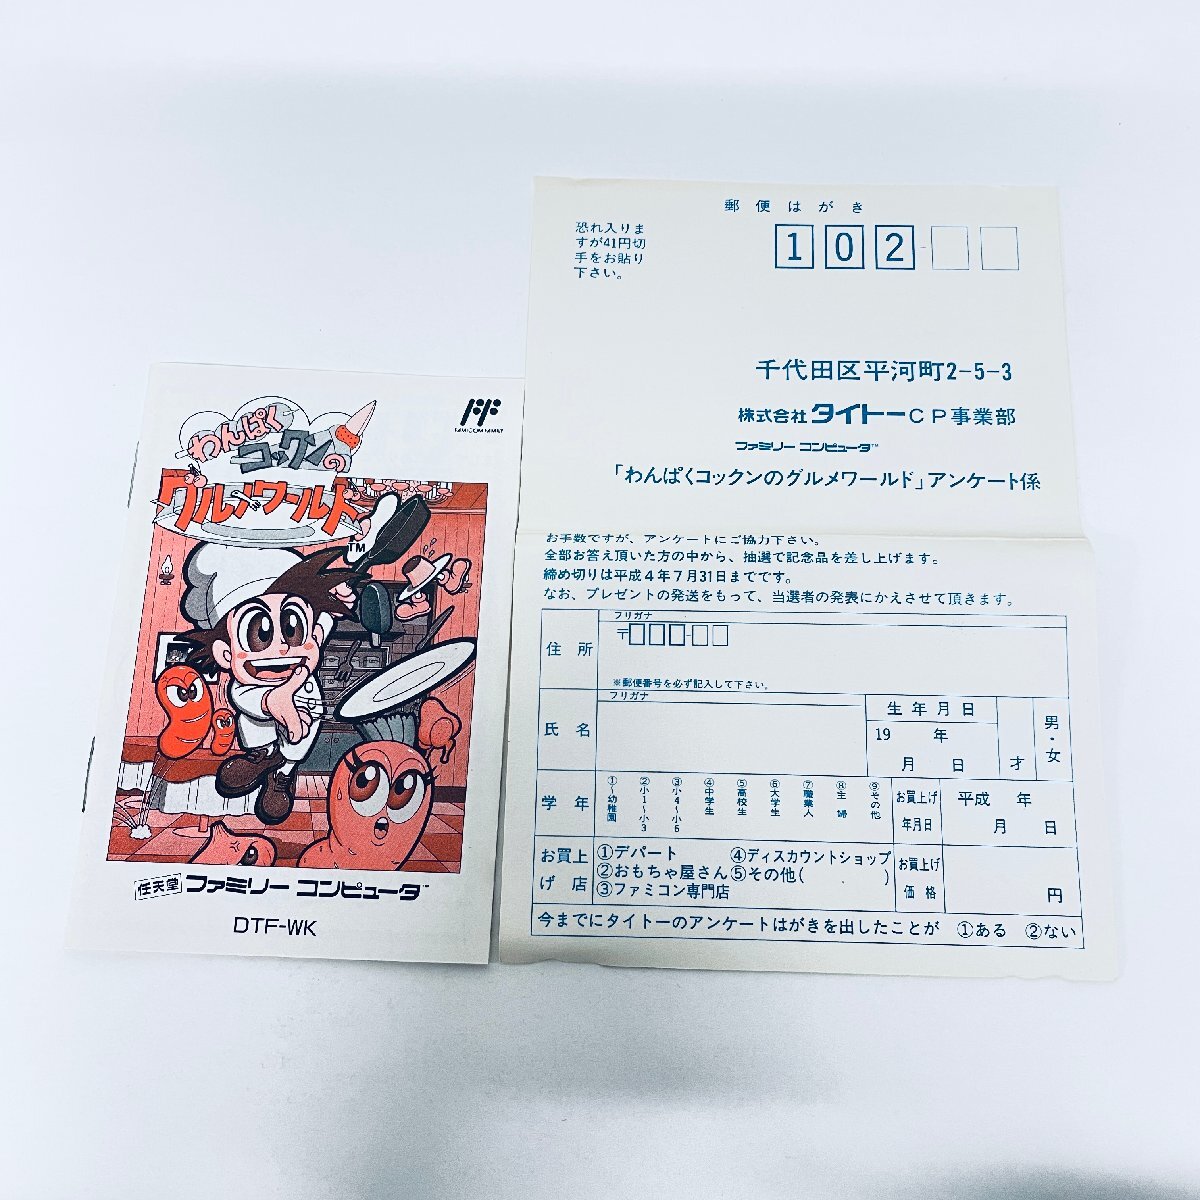 わんぱく
コックンの
グルメワールド
TM
FAMICOM FAMILY
任天堂 ファミリー コンピュータ™
DTF-WK
郵便はがき
恐れ入りま
すが41円切
手をお貼り
下さい。
102-
千代田区平河町2-5-3
株式会社タイトーCP事業部
ファミリー コンピュータ™
「わんぱくコックンのグルメワールド」アンケート係
お手数ですが、アンケートにご協力下さい。
全部お答え頂いた方の中から、抽選で記念品を差し上げます。
締め切りは平成4年7月31日までです。
なお、プレゼントの発送をもって、当選者の発表にかえさせて頂きます。
フリガナ
住所
〒
※郵便番号を必ず記入して下さい。
フリガナ
氏名
生年月日
19 年
月 日
才
男・女
学年
①〜幼稚園
②小1〜小3
③小4〜小6
④中学生
⑤高校生
⑥大学生
⑦職業人
⑧主婦
⑨その他
お買上げ
年月日
平成 年
月 日
お買上
げ店
①デパート ④ディスカウントショップ
②おもちゃ屋さん ⑤その他( )
③ファミコン専門店
お買上げ
価格
円
今までにタイトーのアンケートはがきを出したことが ①ある ②ない